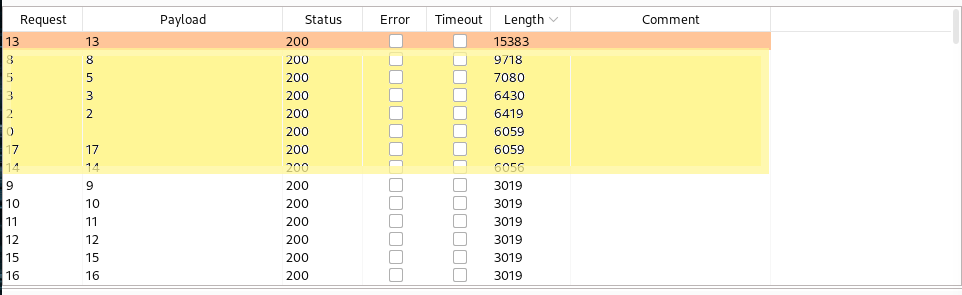 Request Payload Status Error Timeout Length Comment
13 13 200 15383
8 8 200 9718
5 5 200 7080
3 3 200 6430
2 2 200 6419
0 200 6059
17 17 200 6059
14 14 200 6056
9 9 200 3019
10 10 200 3019
11 11 200 3019
12 12 200 3019
15 15 200 3019
16 16 200 3019